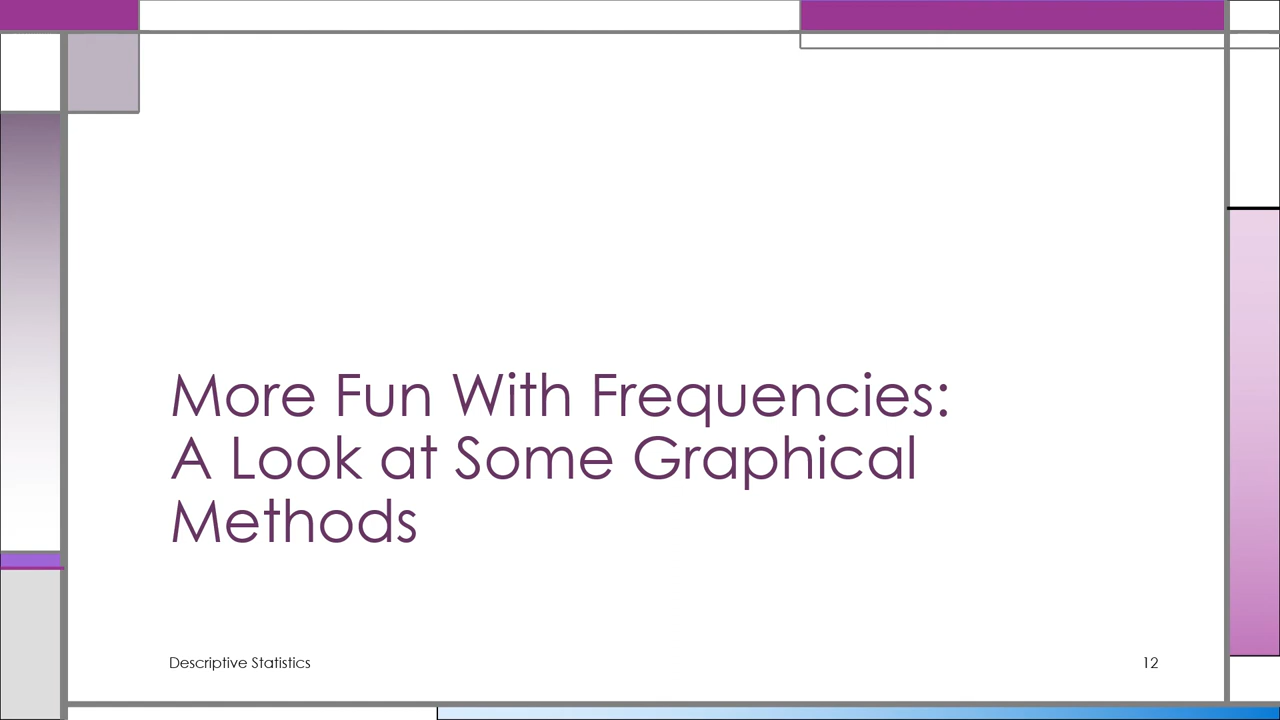 More Fun With Frequencies:
A Look at Some Graphical
Methods
Descriptive Statistics
12